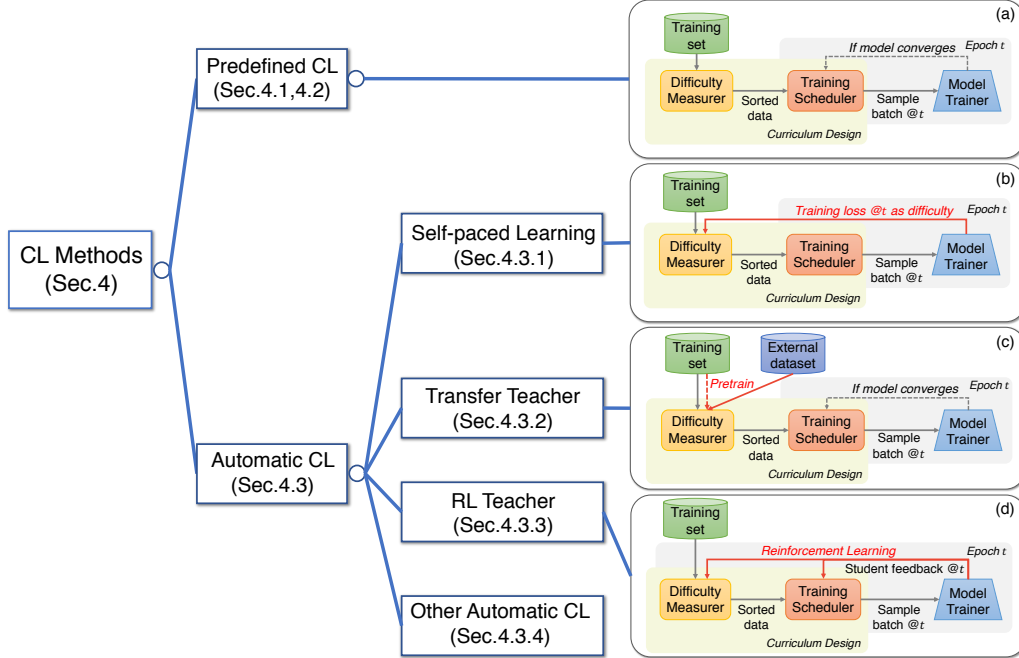 CL Methods
(Sec.4)
Predefined CL
(Sec.4.1,4.2)
Automatic CL
(Sec.4.3)
Self-paced Learning
(Sec.4.3.1)
Transfer Teacher
(Sec.4.3.2)
RL Teacher
(Sec.4.3.3)
Other Automatic CL
(Sec.4.3.4)
(a)
Training
set
If model converges
Epoch t
Difficulty
Measurer
Sorted
data
Training
Scheduler
Sample
batch @t
Model
Trainer
Curriculum Design
(b)
Training
set
Training loss @t as difficulty
Epoch t
Difficulty
Measurer
Sorted
data
Training
Scheduler
Sample
batch @t
Model
Trainer
Curriculum Design
(c)
Training
set
External
dataset
Pretrain
If model converges
Epoch t
Difficulty
Measurer
Sorted
data
Training
Scheduler
Sample
batch @t
Model
Trainer
Curriculum Design
(d)
Training
set
Reinforcement Learning
Epoch t
Student feedback @t
Difficulty
Measurer
Sorted
data
Training
Scheduler
Sample
batch @t
Model
Trainer
Curriculum Design